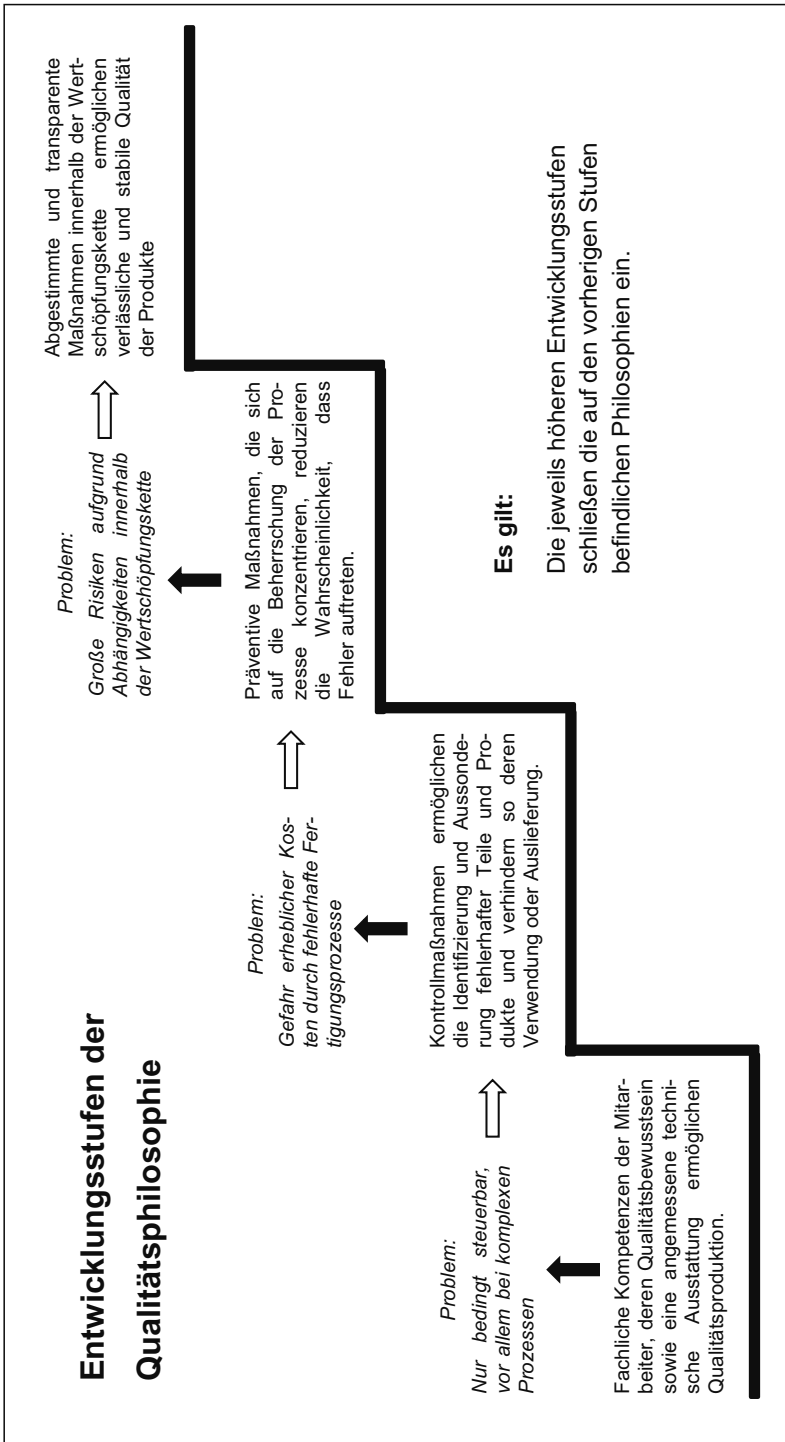 Entwicklungsstufen der
Qualitätsphilosophie
Problem:
Nur bedingt steuerbar,
vor allem bei komplexen
Prozessen
Fachliche Kompetenzen der Mitar-
beiter, deren Qualitätsbewusstsein
sowie eine angemessene techni-
sche Ausstattung ermöglichen
Qualitätsproduktion.
Problem:
Gefahr erheblicher Kos-
ten durch fehlerhafte Fer-
tigungsprozesse
Kontrollmaßnahmen ermöglichen
die Identifizierung und Aussonde-
rung fehlerhafter Teile und Pro-
dukte und verhindern so deren
Verwendung oder Auslieferung.
Problem:
Große Risiken aufgrund
Abhängigkeiten innerhalb
der Wertschöpfungskette
Präventive Maßnahmen, die sich
auf die Beherrschung der Pro-
zesse konzentrieren, reduzieren
die Wahrscheinlichkeit, dass
Fehler auftreten.
Abgestimmte und transparente
Maßnahmen innerhalb der Wert-
schöpfungskette ermöglichen
verlässliche und stabile Qualität
der Produkte
Es gilt:
Die jeweils höheren Entwicklungsstufen
schließen die auf den vorherigen Stufen
befindlichen Philosophien ein.